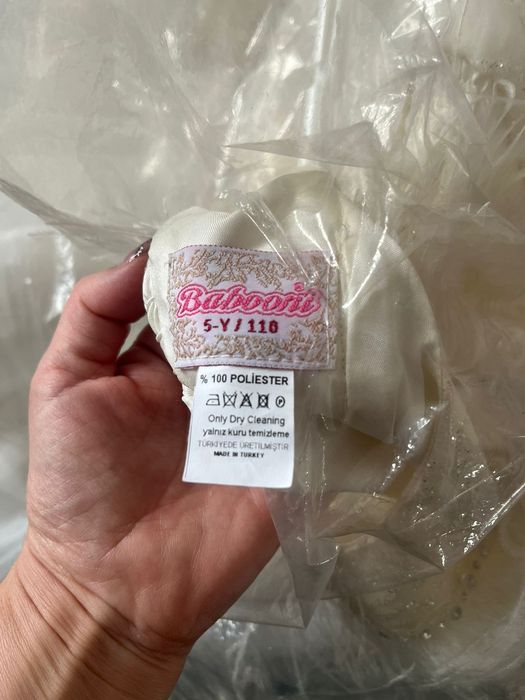 Babooni
5-Y / 116
% 100 POLİESTER
Only Dry Cleaning
yalnız kuru temizleme
TÜRKİYEDE ÜRETİLMİŞTİR
MADE IN TURKEY